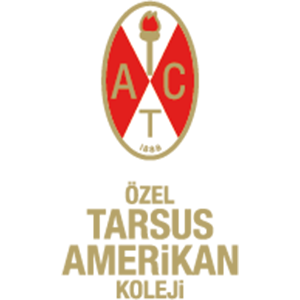 A C
T
1888
ÖZEL
TARSUS
AMERiKAN
KOLEJi